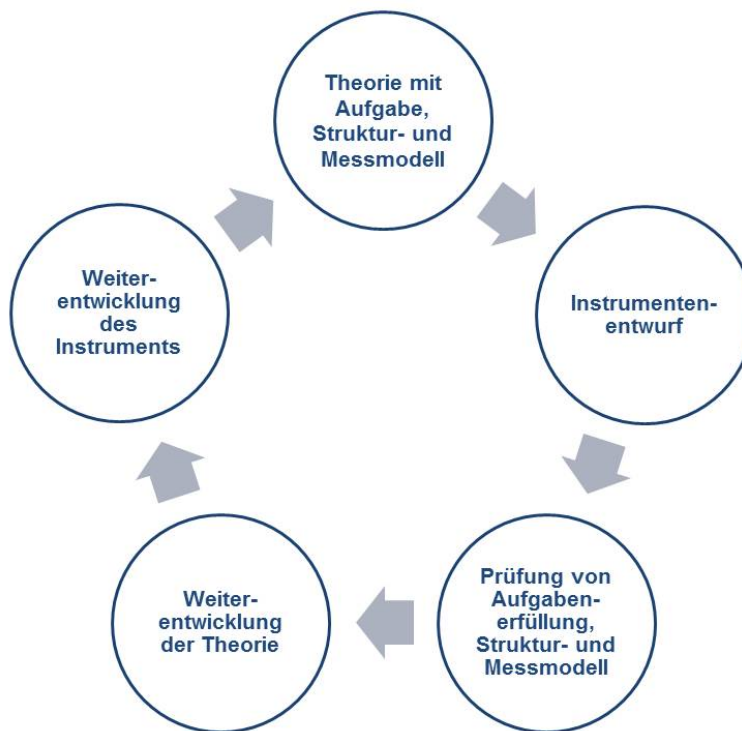 Theorie mit
Aufgabe,
Struktur- und
Messmodell
Instrumenten-
entwurf
Prüfung von
Aufgaben-
erfüllung,
Struktur- und
Messmodell
Weiter-
entwicklung
der Theorie
Weiter-
entwicklung
des
Instruments